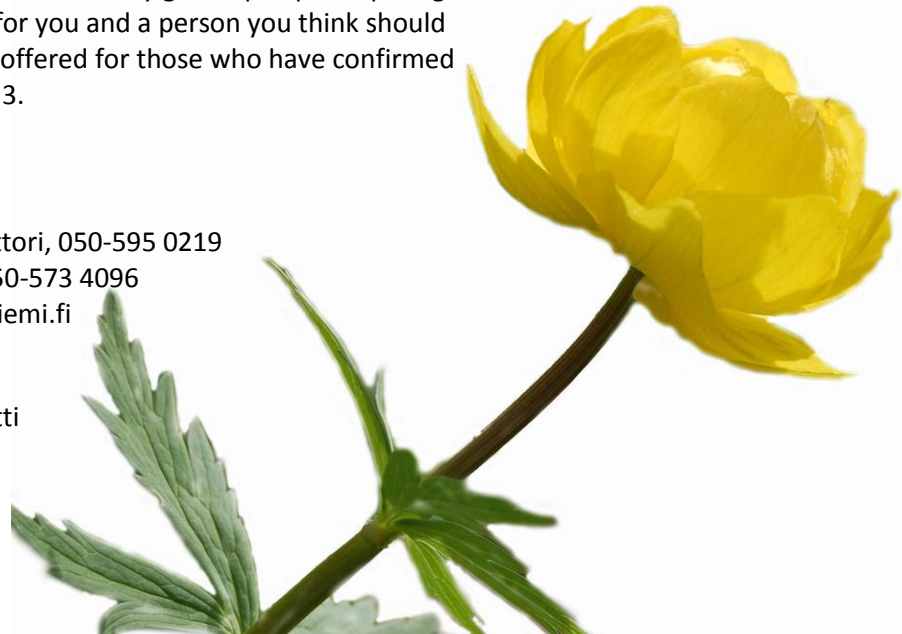 for you and a person you think should
offered for those who have confirmed
3.
ttori, 050-595 0219
50-573 4096
iemi.fi
tti